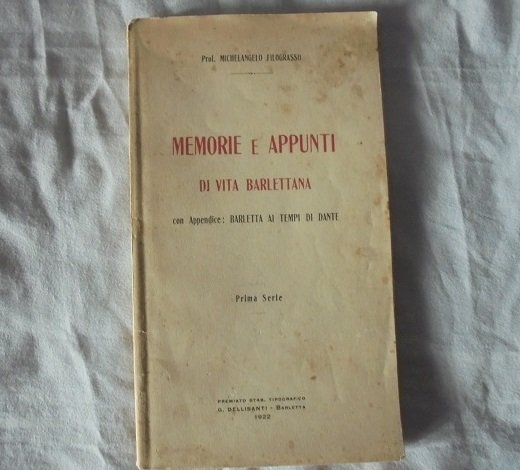 Prof. MICHELANGELO FILOGRASSO
MEMORIE E APPUNTI
DI VITA BARLETTANA
con Appendice: BARLETTA AI TEMPI DI DANTE
Prima Serie
PREMIATO STAB. TIPOGRAFICO
G. DELLISANTI - BARLETTA
1922